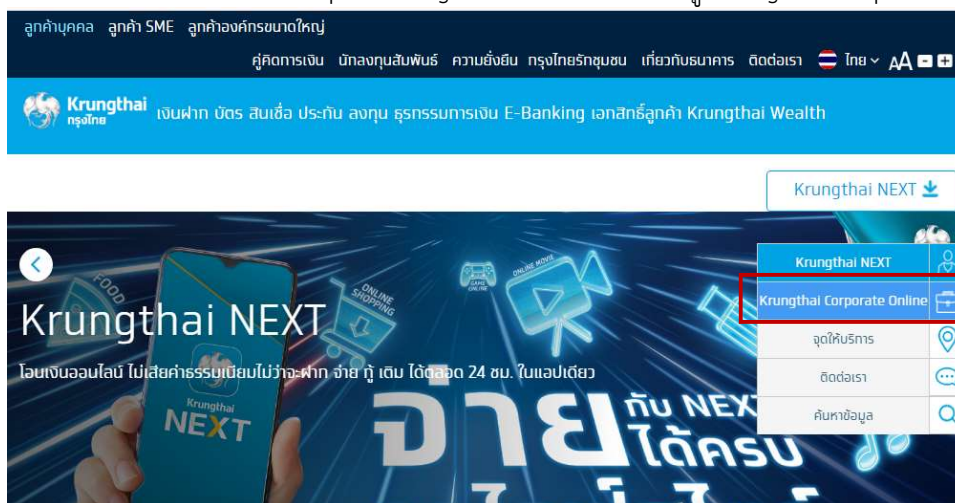 ลูกค้าบุคคล ลูกค้า SME ลูกค้าองค์กรขนาดใหญ่
คู่คิดการเงิน นักลงทุนสัมพันธ์ ความยั่งยืน กรุงไทยรักชุมชน เกี่ยวกับธนาคาร ติดต่อเรา ไทย AA
Krungthai
กรุงไทย
เงินฝาก บัตร สินเชื่อ ประกัน ลงทุน ธุรกรรมการเงิน E-Banking เอกสิทธิ์ลูกค้า Krungthai Wealth
Krungthai NEXT
Krungthai NEXT
Krungthai Corporate Online
จุดให้บริการ
ติดต่อเรา
ค้นหาข้อมูล
FOOD
ONLINE SHOPPING
GAME ONLINE
ONLINE MOVIE
Krungthai NEXT
โอนเงินออนไลน์ ไม่เสียค่าธรรมเนียมไม่ว่าจะฝาก จ่าย กู้ เติม ได้ตลอด 24 ชม. ในแอปเดียว
Krungthai
NEXT
จ่าย
กับ NEXT
ได้ครบ